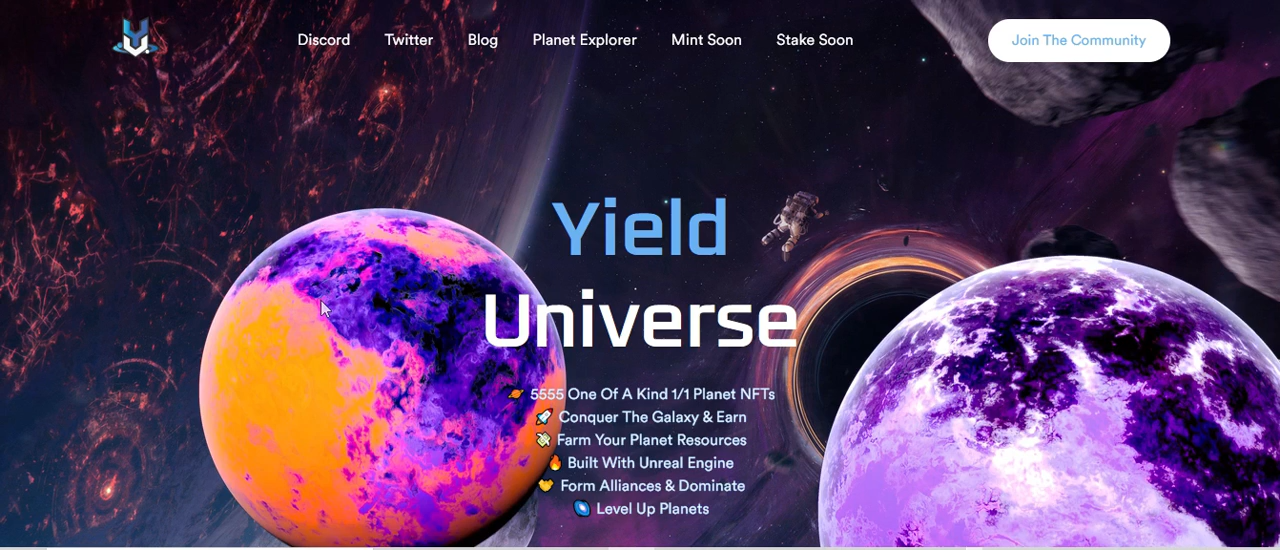 Discord Twitter Blog Planet Explorer Mint Soon Stake Soon Join The Community
Yield
Universe
🪐 5555 One Of A Kind 1/1 Planet NFTs
🚀 Conquer The Galaxy & Earn
💸 Farm Your Planet Resources
🔥 Built With Unreal Engine
🤝 Form Alliances & Dominate
🌌 Level Up Planets